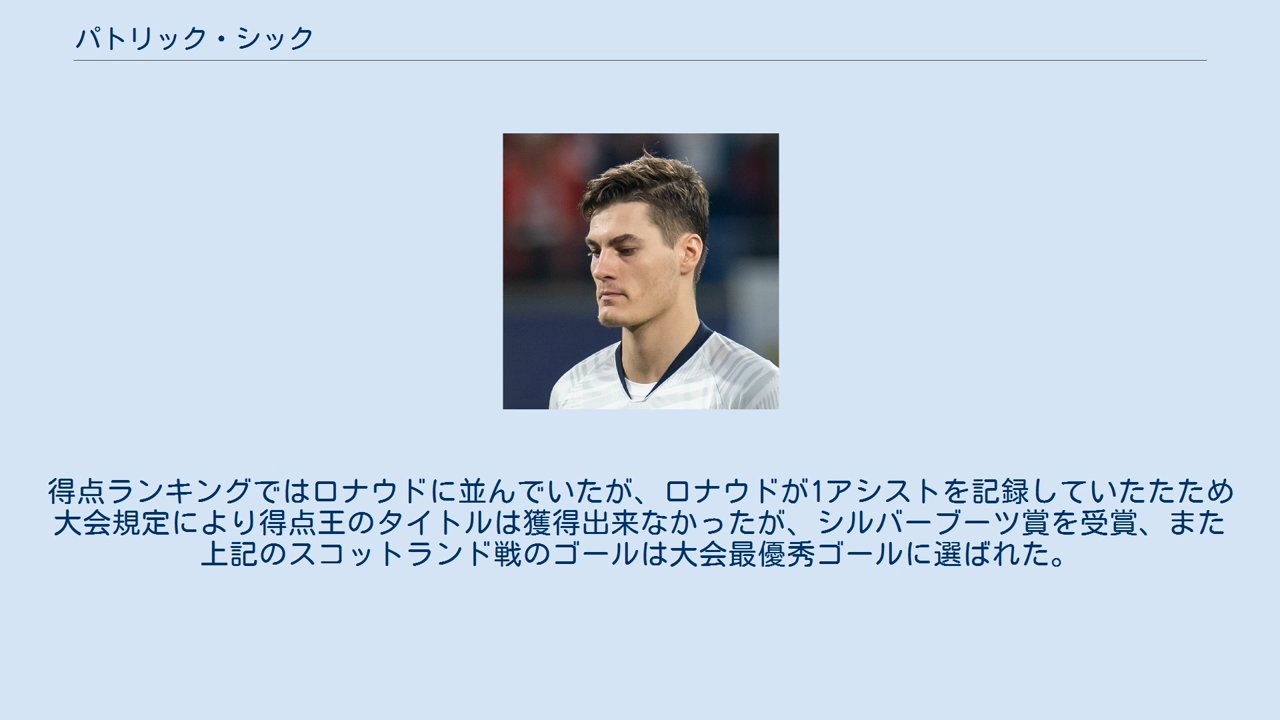 パトリック・シック
得点ランキングではロナウドに並んでいたが、ロナウドが1アシストを記録していたたため
大会規定により得点王のタイトルは獲得出来なかったが、シルバーブーツ賞を受賞、また
上記のスコットランド戦のゴールは大会最優秀ゴールに選ばれた。